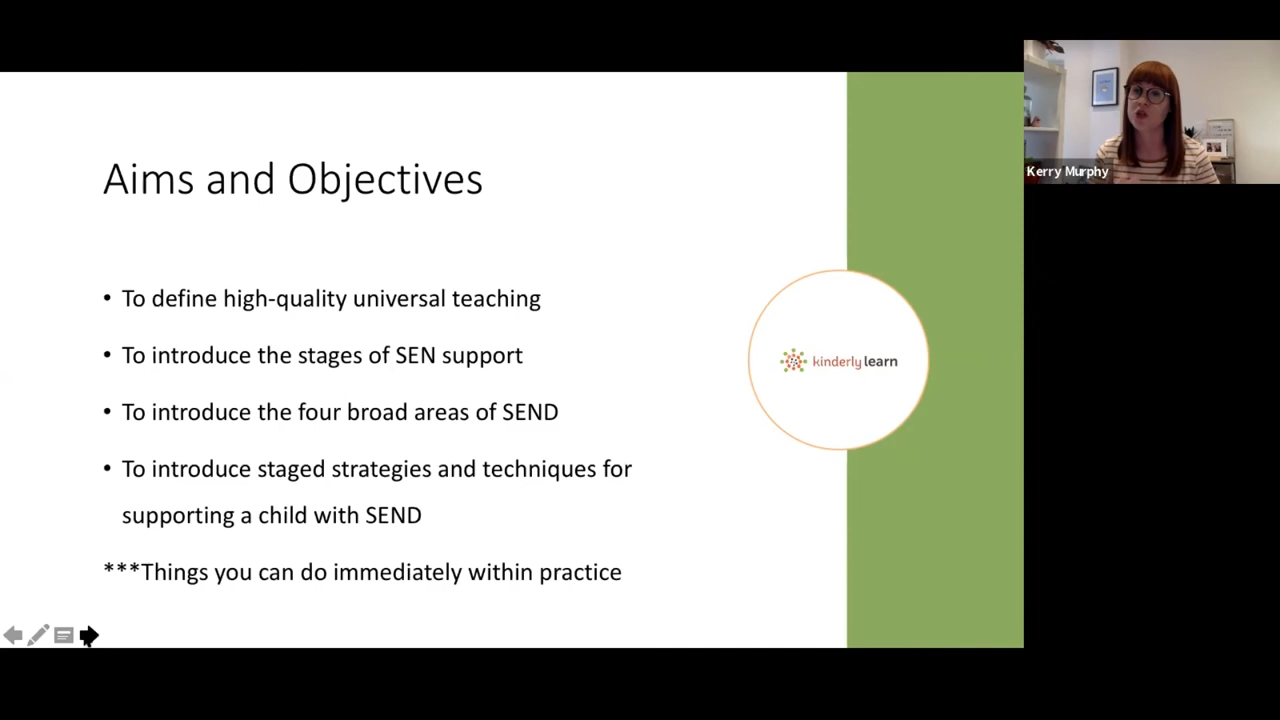 Aims and Objectives
• To define high-quality universal teaching
• To introduce the stages of SEN support
• To introduce the four broad areas of SEND
• To introduce staged strategies and techniques for
supporting a child with SEND
***Things you can do immediately within practice
kinderly learn
Kerry Murphy